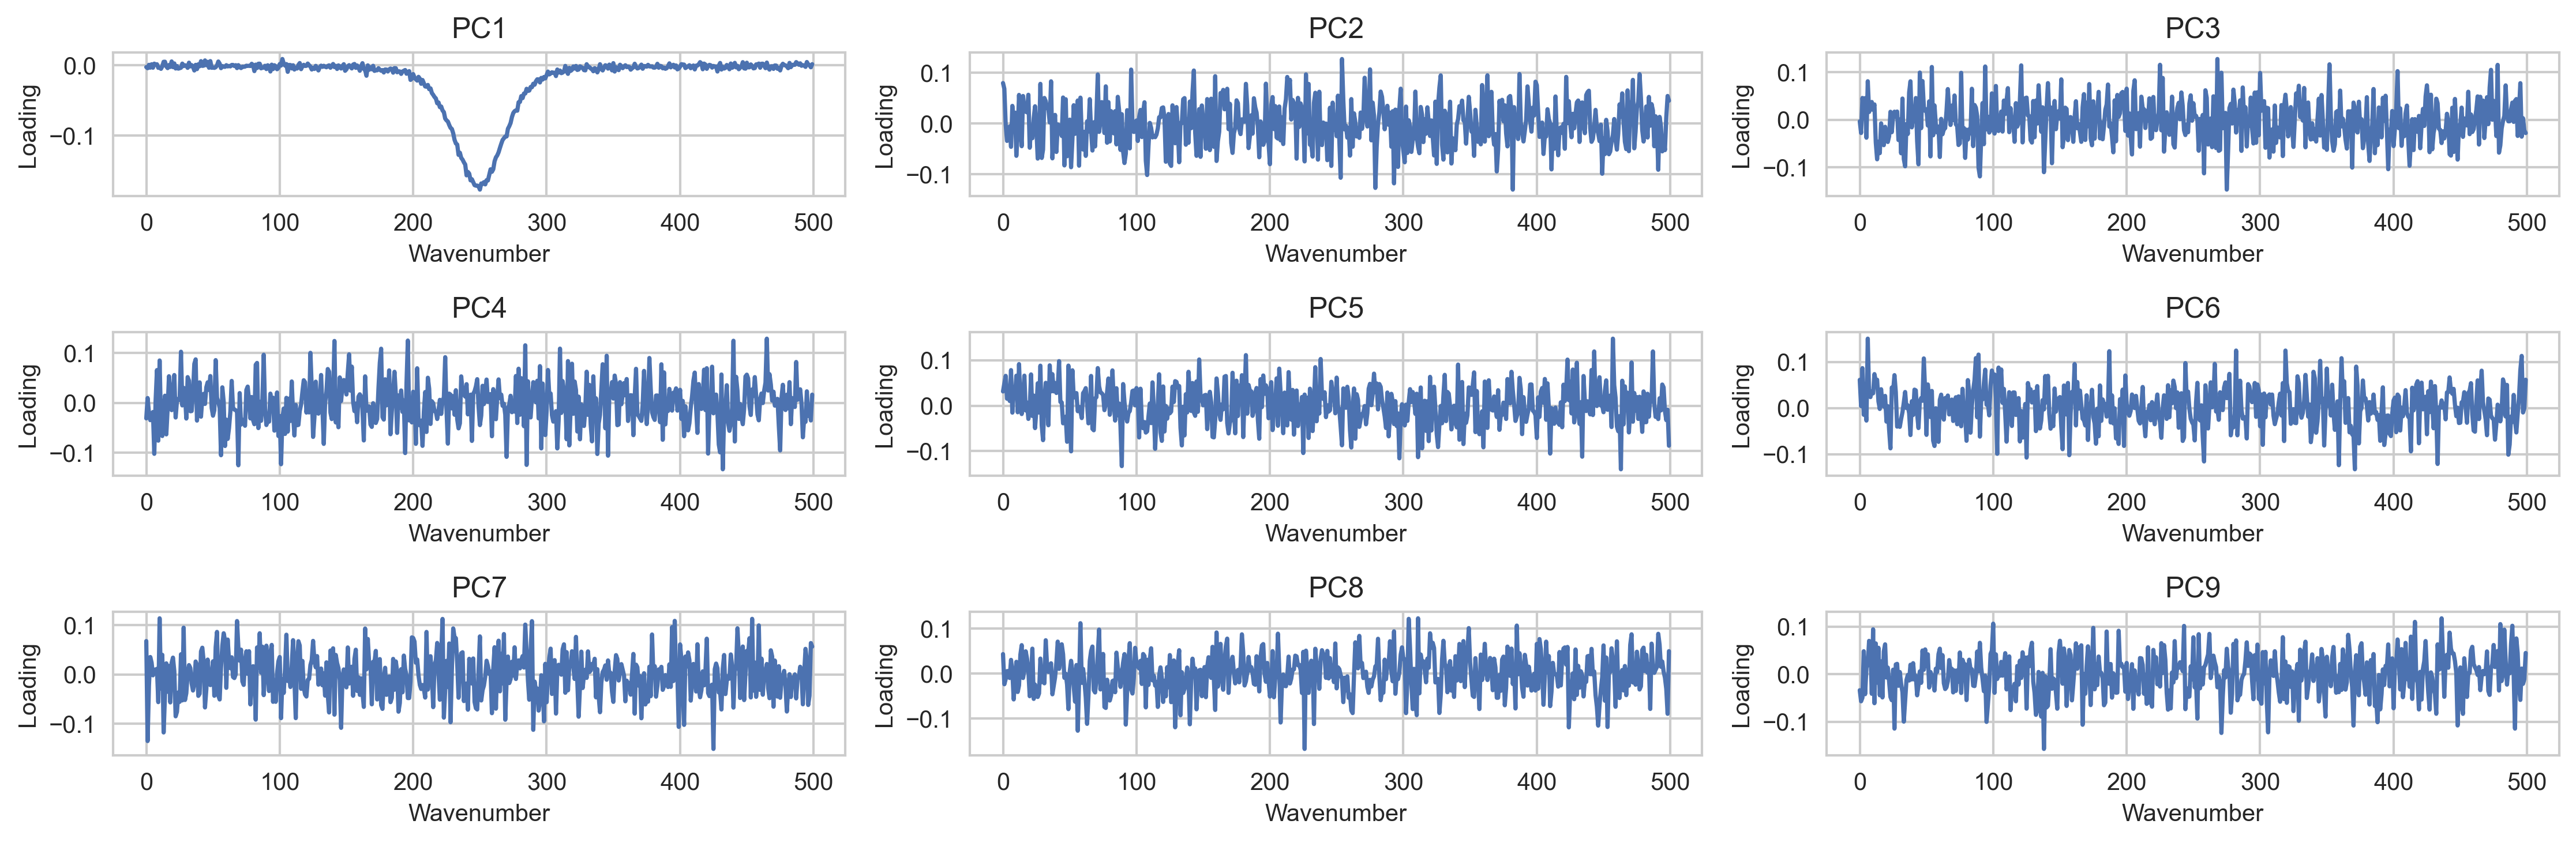 PC1 PC2 PC3
0.0 0.1 0.1
Loading Loading 0.0 Loading 0.0
−0.1 −0.1 −0.1
0 100 200 300 400 500 0 100 200 300 400 500 0 100 200 300 400 500
Wavenumber Wavenumber Wavenumber
PC4 PC5 PC6
0.1 0.1 0.1
Loading 0.0 Loading 0.0 Loading 0.0
−0.1 −0.1 −0.1
0 100 200 300 400 500 0 100 200 300 400 500 0 100 200 300 400 500
Wavenumber Wavenumber Wavenumber
PC7 PC8 PC9
0.1 0.1 0.1
Loading 0.0 Loading 0.0 Loading 0.0
−0.1 −0.1 −0.1
0 100 200 300 400 500 0 100 200 300 400 500 0 100 200 300 400 500
Wavenumber Wavenumber Wavenumber